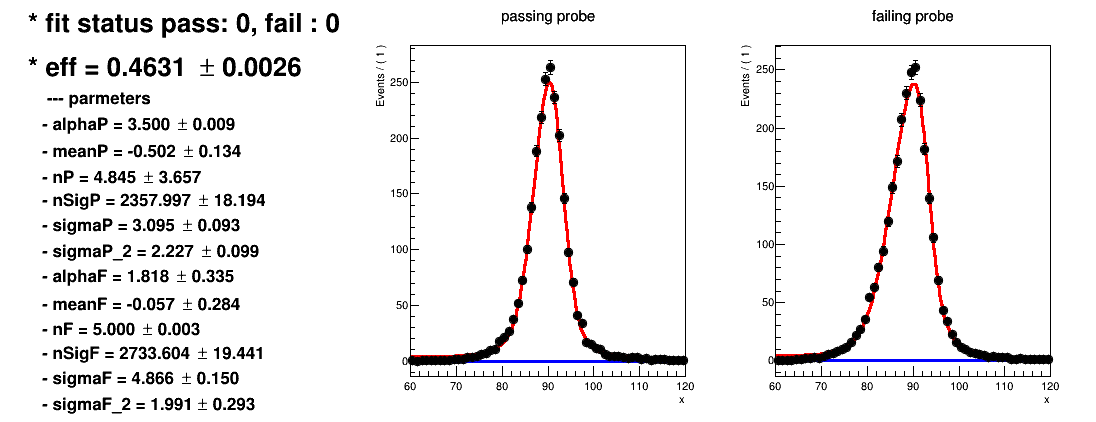 * fit status pass: 0, fail : 0
* eff = 0.4631 ± 0.0026
--- parmeters
- alphaP = 3.500 ± 0.009
- meanP = -0.502 ± 0.134
- nP = 4.845 ± 3.657
- nSigP = 2357.997 ± 18.194
- sigmaP = 3.095 ± 0.093
- sigmaP_2 = 2.227 ± 0.099
- alphaF = 1.818 ± 0.335
- meanF = -0.057 ± 0.284
- nF = 5.000 ± 0.003
- nSigF = 2733.604 ± 19.441
- sigmaF = 4.866 ± 0.150
- sigmaF_2 = 1.991 ± 0.293
passing probe
Events / ( 1 )
250
200
150
100
50
0
60 70 80 90 100 110 120
x
failing probe
Events / ( 1 )
250
200
150
100
50
0
60 70 80 90 100 110 120
x